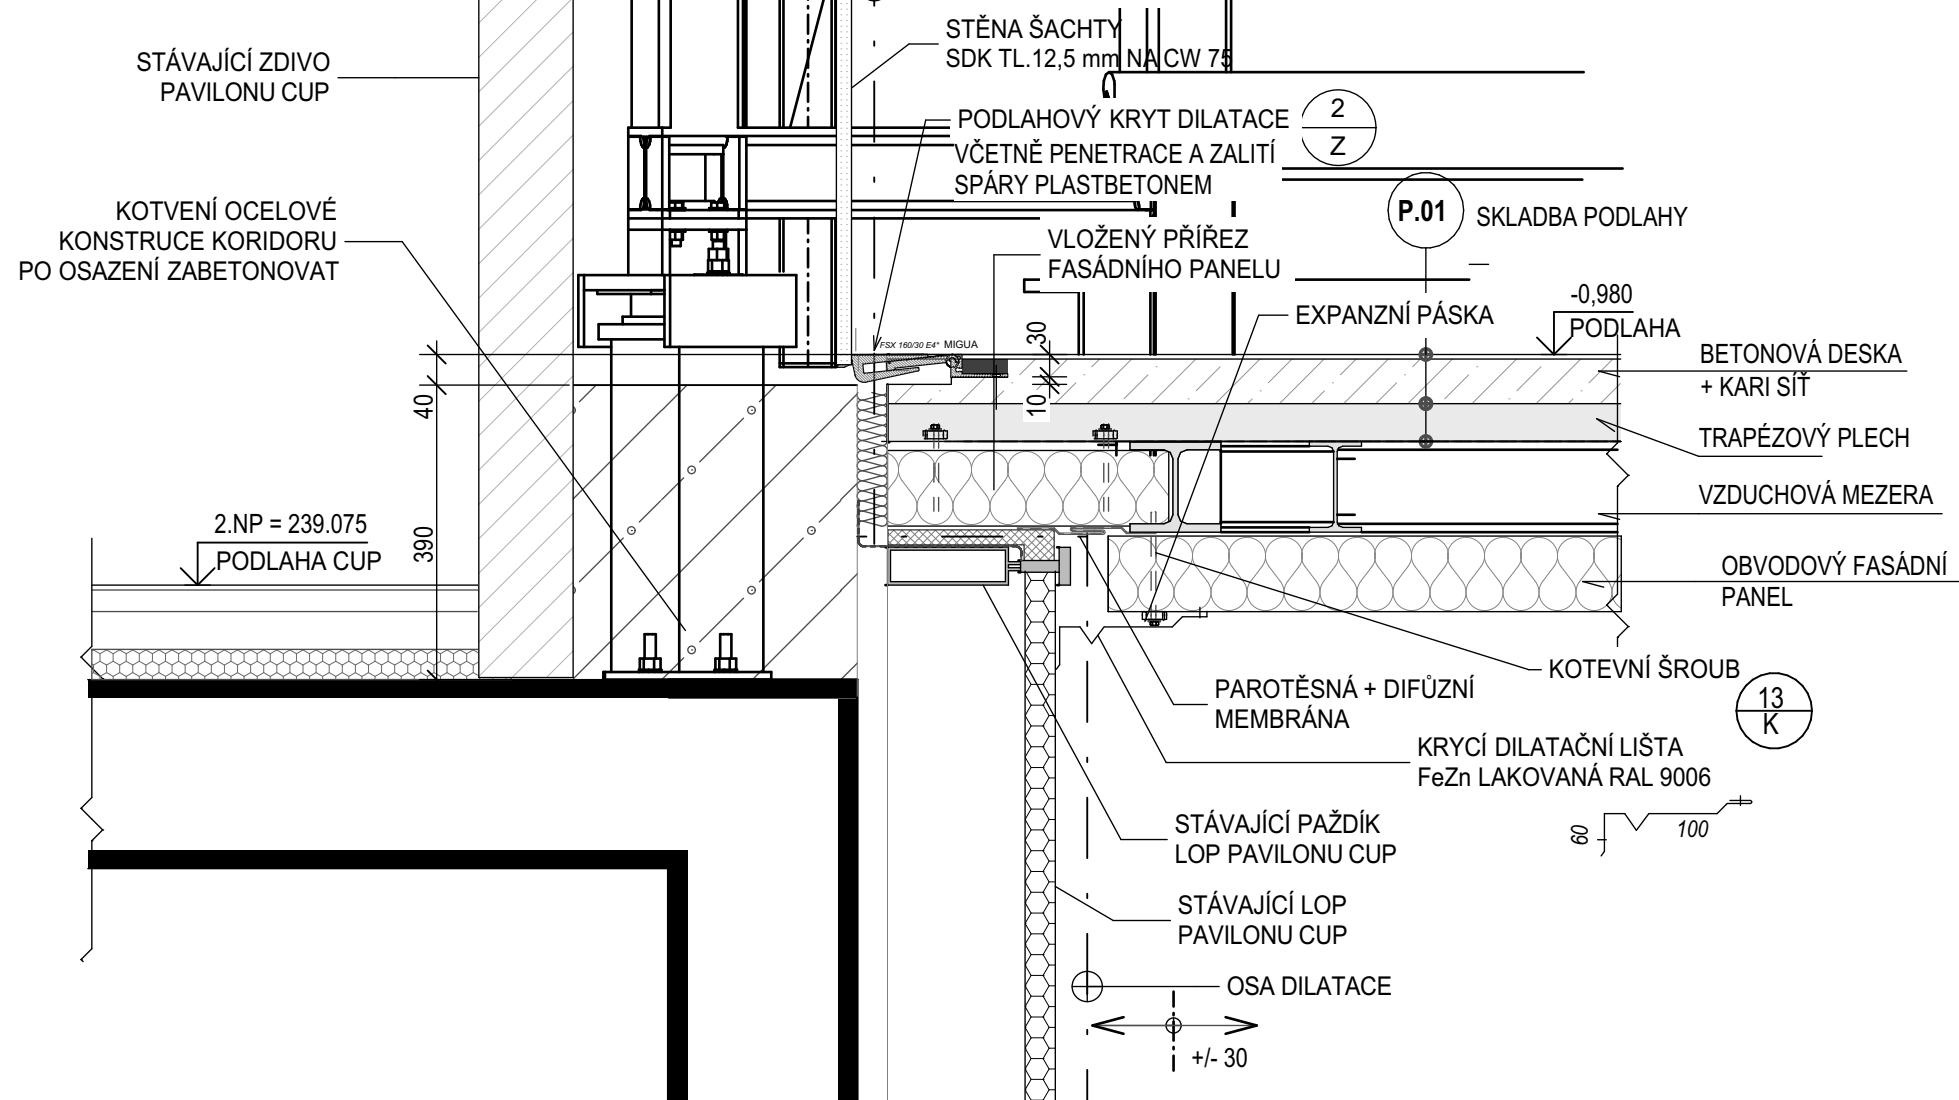 STĚNA ŠACHTY
SDK TL.12,5 mm NA CW 75
STÁVAJÍCÍ ZDIVO
PAVILONU CUP
PODLAHOVÝ KRYT DILATACE
VČETNĚ PENETRACE A ZALITÍ
SPÁRY PLASTBETONEM
2
Z
KOTVENÍ OCELOVÉ
KONSTRUCE KORIDORU
PO OSAZENÍ ZABETONOVAT
P.01
SKLADBA PODLAHY
VLOŽENÝ PŘÍŘEZ
FASÁDNÍHO PANELU
EXPANZNÍ PÁSKA
-0,980
PODLAHA
FSX 160/30 E4* MIGUA
30
10
40
390
BETONOVÁ DESKA
+ KARI SÍŤ
TRAPÉZOVÝ PLECH
VZDUCHOVÁ MEZERA
2.NP = 239.075
PODLAHA CUP
OBVODOVÝ FASÁDNÍ
PANEL
KOTEVNÍ ŠROUB
13
K
PAROTĚSNÁ + DIFŮZNÍ
MEMBRÁNA
KRYCÍ DILATAČNÍ LIŠTA
FeZn LAKOVANÁ RAL 9006
60
100
STÁVAJÍCÍ PAŽDÍK
LOP PAVILONU CUP
STÁVAJÍCÍ LOP
PAVILONU CUP
OSA DILATACE
+/- 30